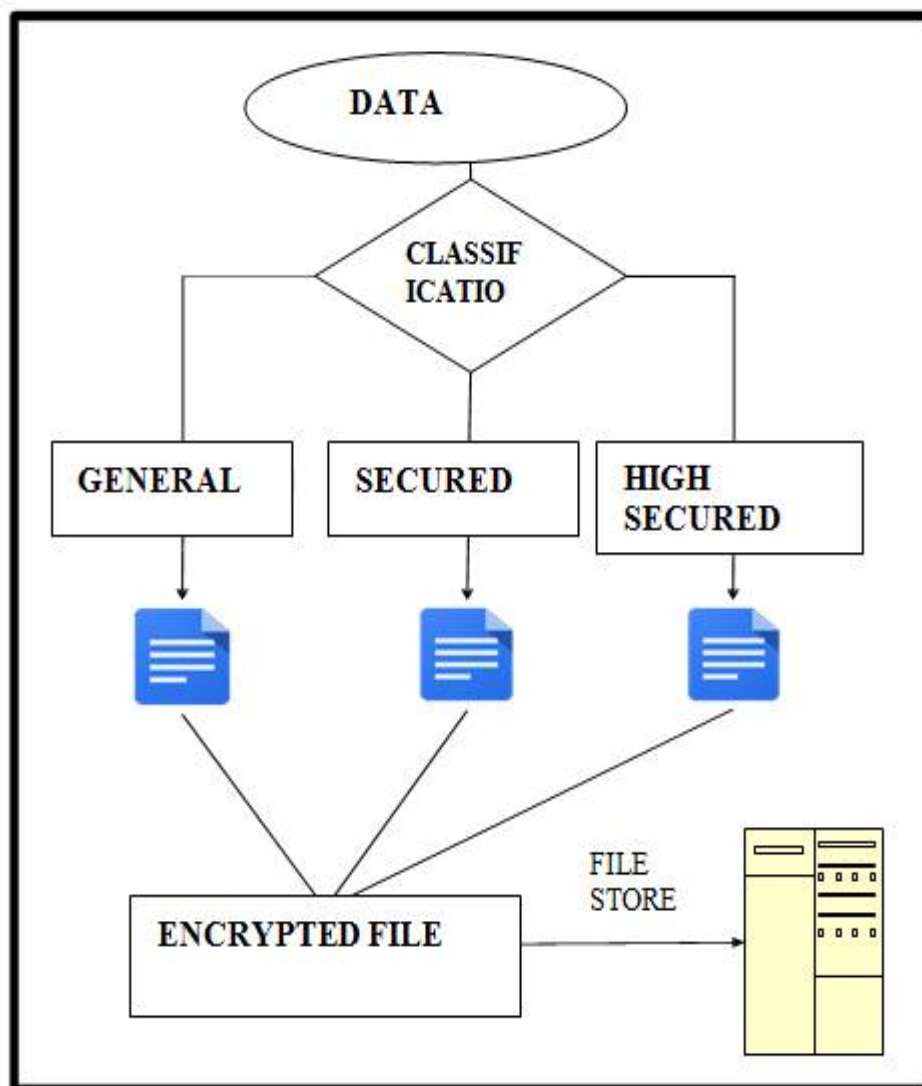 DATA
CLASSIF
ICATIO
GENERAL
SECURED
HIGH
SECURED
FILE
STORE
ENCRYPTED FILE